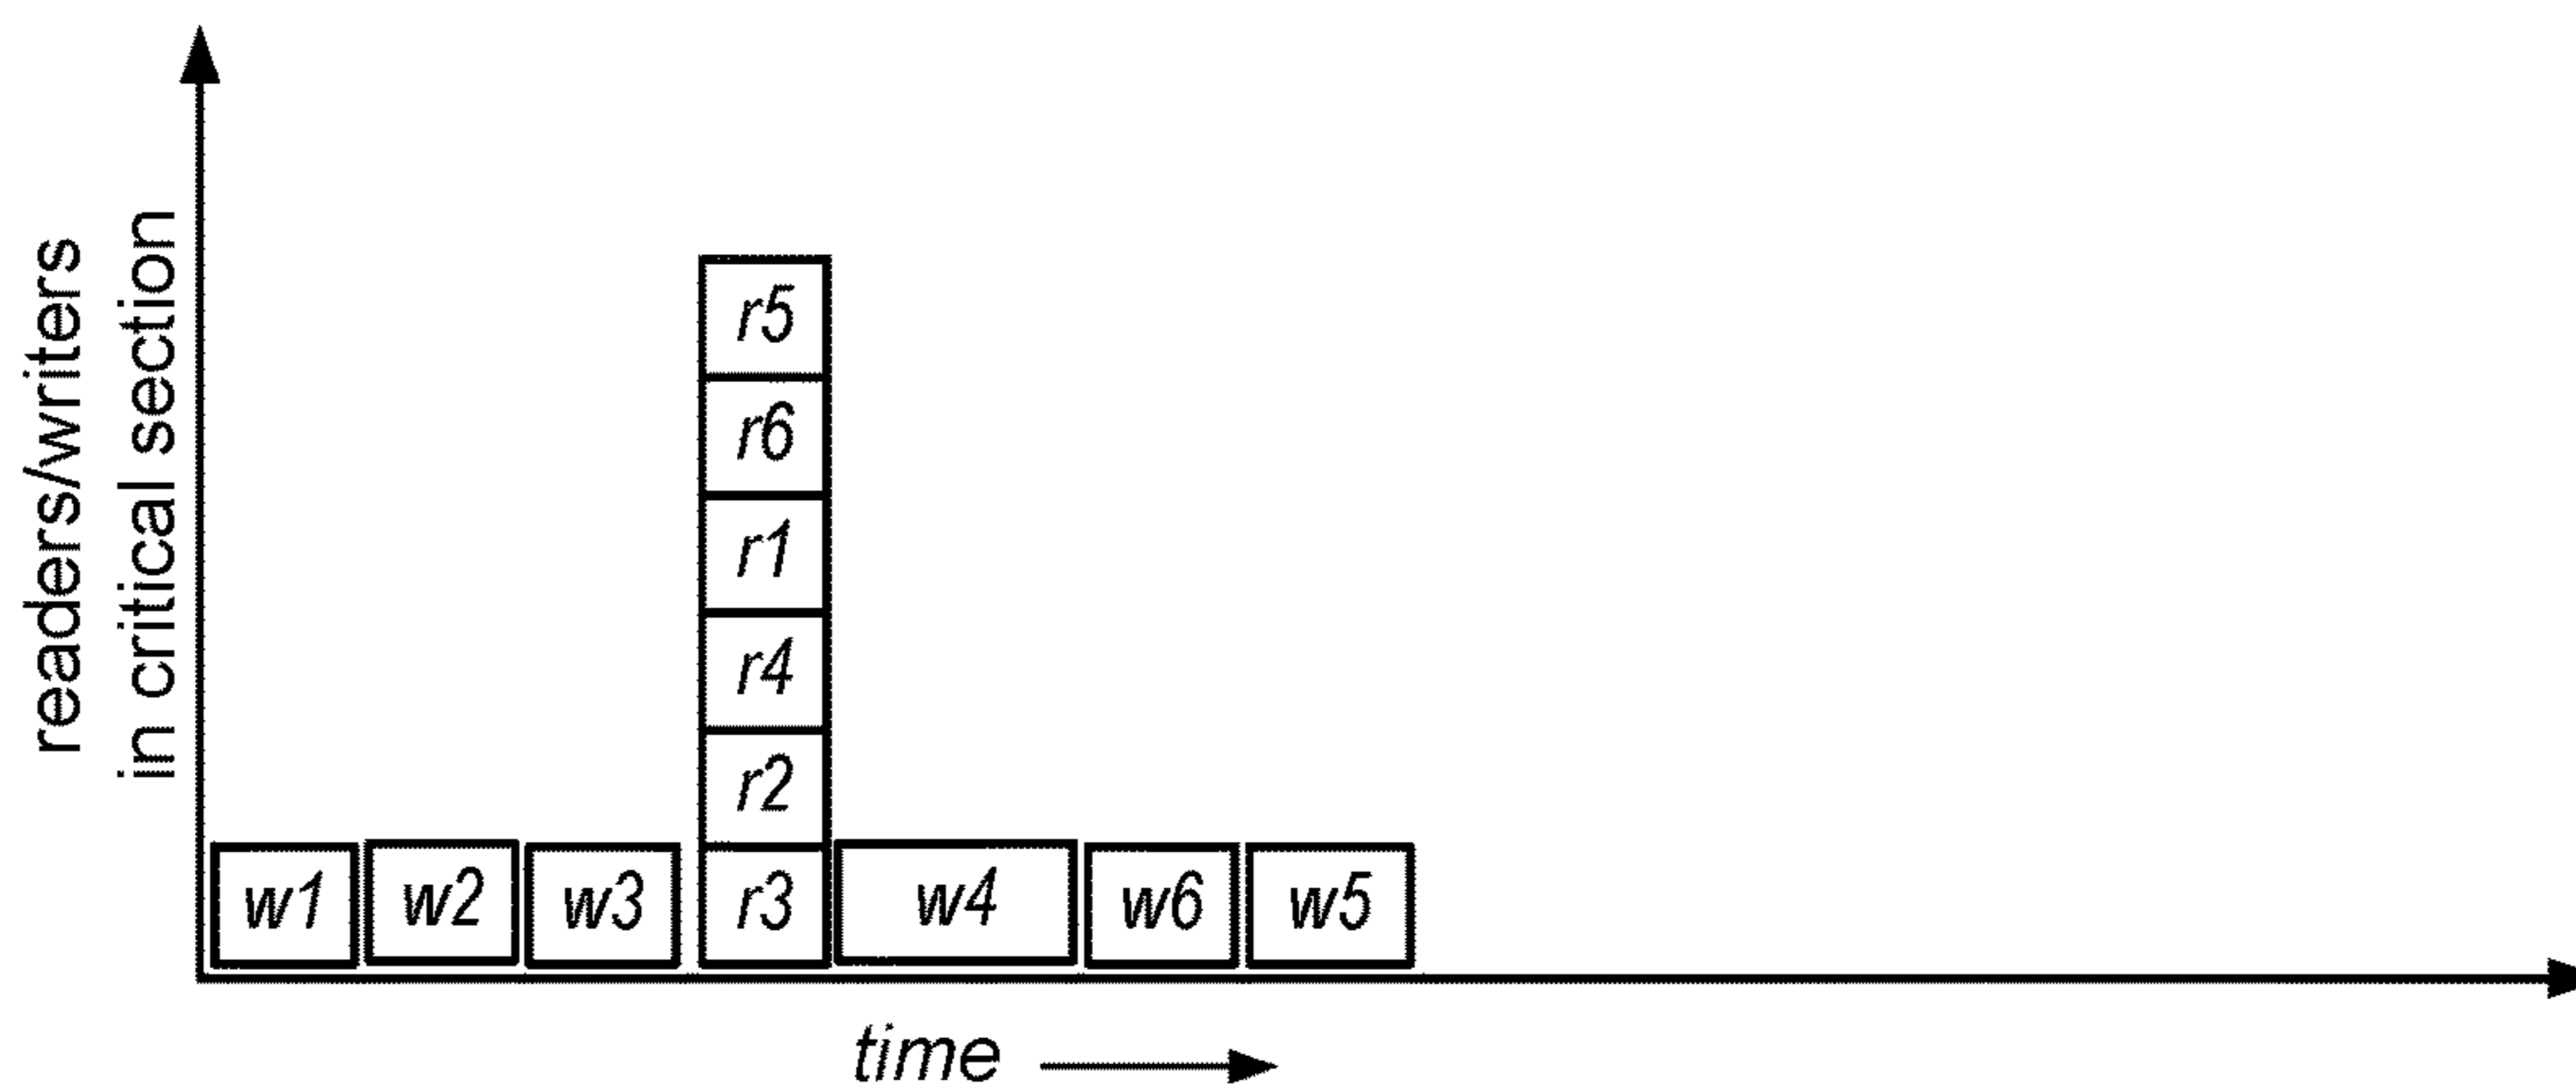 readers/writers
in critical section
r5
r6
r1
r4
r2
w1 w2 w3 r3 w4 w6 w5
time